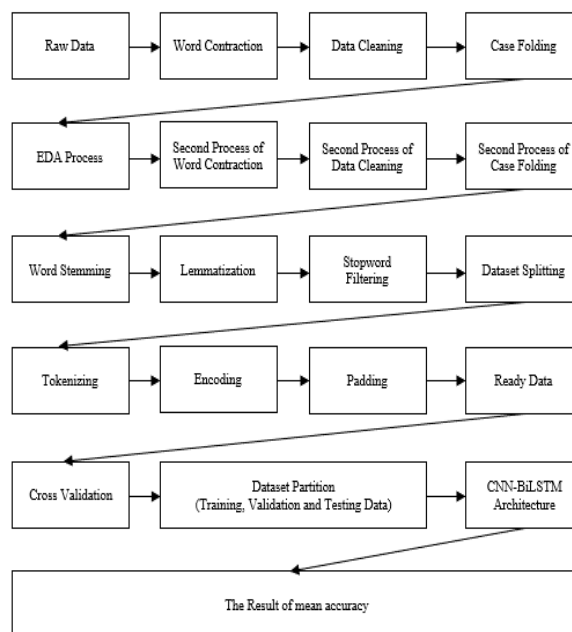 Raw Data
Word Contraction
Data Cleaning
Case Folding
EDA Process
Second Process of
Word Contraction
Second Process of
Data Cleaning
Second Process of
Case Folding
Word Stemming
Lemmatization
Stopword
Filtering
Dataset Splitting
Tokenizing
Encoding
Padding
Ready Data
Cross Validation
Dataset Partition
(Training, Validation and Testing Data)
CNN-BiLSTM
Architecture
The Result of mean accuracy